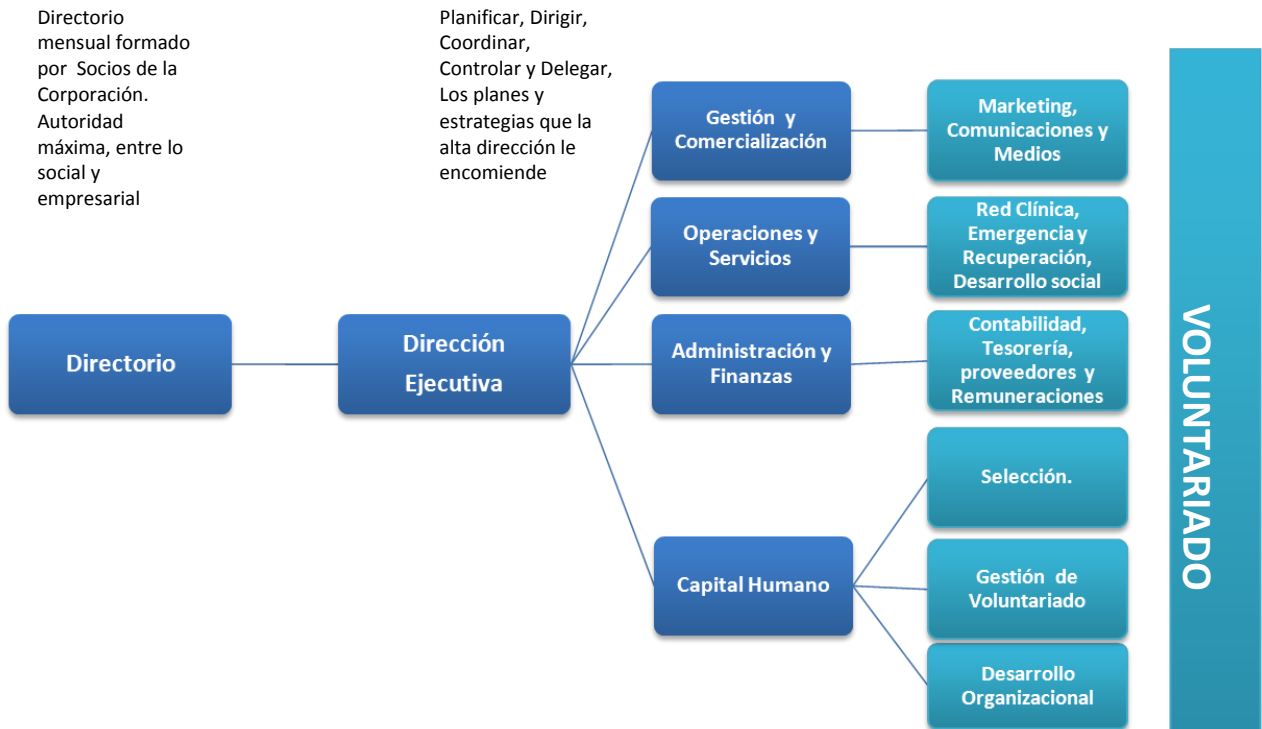 Directorio
mensual formado
por Socios de la
Corporación.
Autoridad
máxima, entre lo
social y
empresarial
Planificar, Dirigir,
Coordinar,
Controlar y Delegar,
Los planes y
estrategias que la
alta dirección le
encomiende
Directorio
Dirección
Ejecutiva
Gestión y
Comercialización
Marketing,
Comunicaciones y
Medios
Operaciones y
Servicios
Red Clínica,
Emergencia y
Recuperación,
Desarrollo social
Administración y
Finanzas
Contabilidad,
Tesorería,
proveedores y
Remuneraciones
Capital Humano
Selección.
Gestión de
Voluntariado
Desarrollo
Organizacional
VOLUNTARIADO